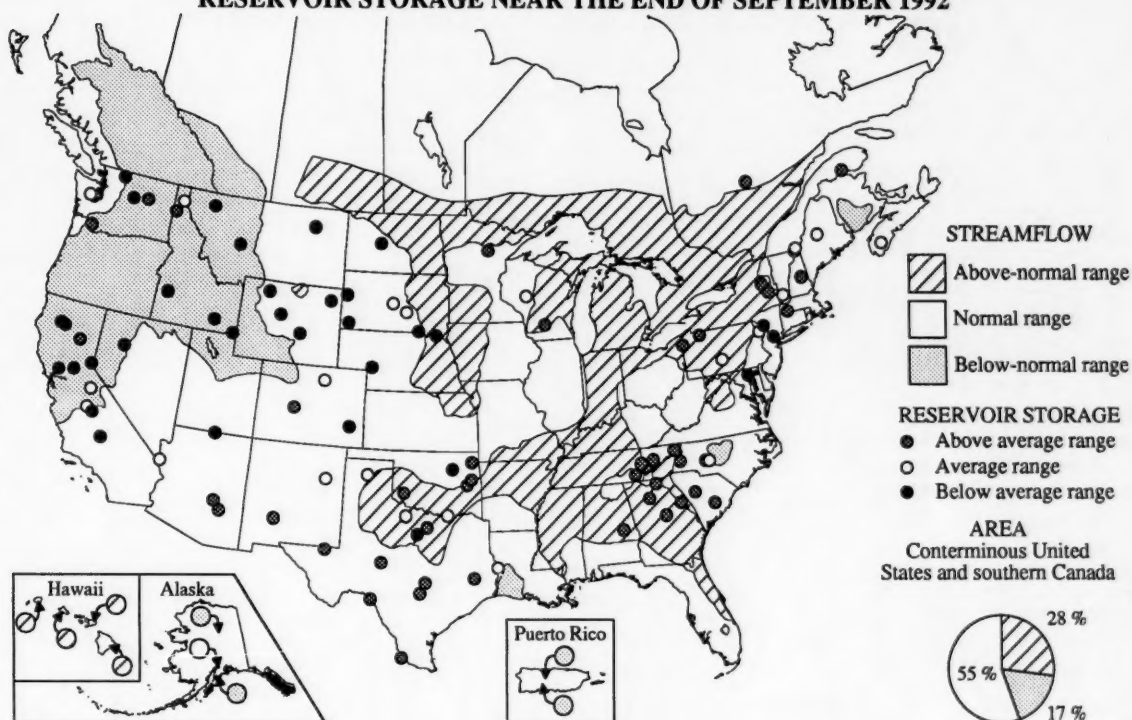 RESERVOIR STORAGE NEAR THE END OF SEPTEMBER 1992
STREAMFLOW
Above-normal range
Normal range
Below-normal range
RESERVOIR STORAGE
Above average range
Average range
Below average range
AREA
Conterminous United
States and southern Canada
28 %
55 %
17 %
Hawaii
Alaska
Puerto Rico